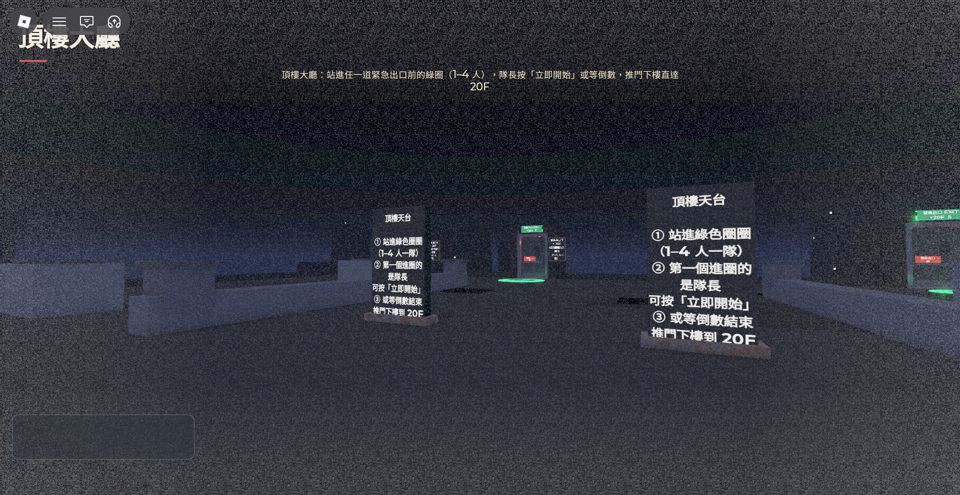 頂樓大廳
頂樓大廳：站進任一道緊急出口前的綠圈（1–4 人），隊長按「立即開始」或等倒數，推門下樓直達
20F
頂樓天台
① 站進綠色圈圈
（1–4 人一隊）
② 第一個進圈的
是隊長
可按「立即開始」
③ 或等倒數結束
推門下樓到 20F
頂樓天台
① 站進綠色圈圈
（1–4 人一隊）
② 第一個進圈的
是隊長
可按「立即開始」
③ 或等倒數結束
推門下樓到 20F